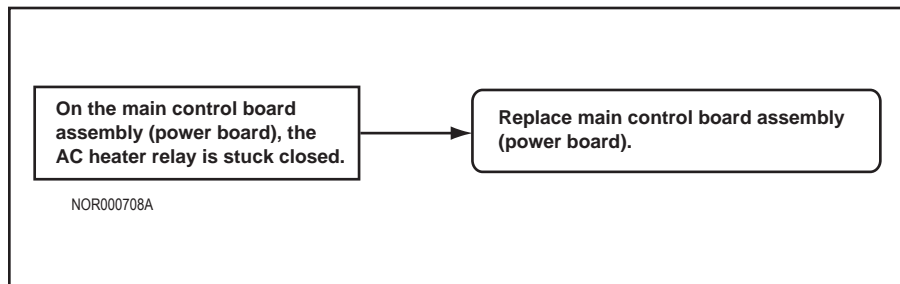 On the main control board
assembly (power board), the
AC heater relay is stuck closed.
Replace main control board assembly
(power board).
NOR000708A